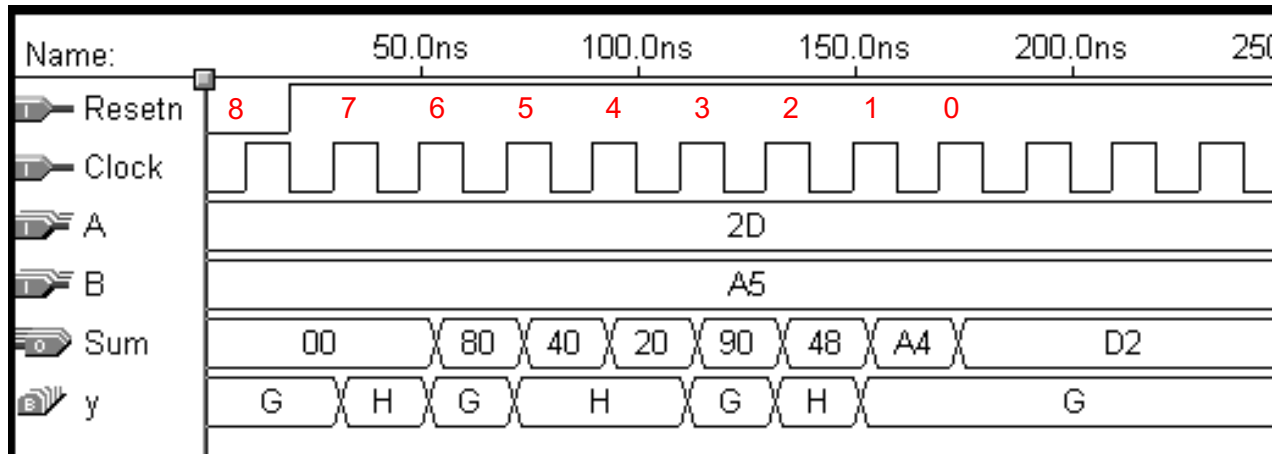 Name: 50.0ns 100.0ns 150.0ns 200.0ns 250
I Resetn 8 7 6 5 4 3 2 1 0
I Clock
I A 2D
I B A5
O Sum 00 80 40 20 90 48 A4 D2
B y G H G H G H G